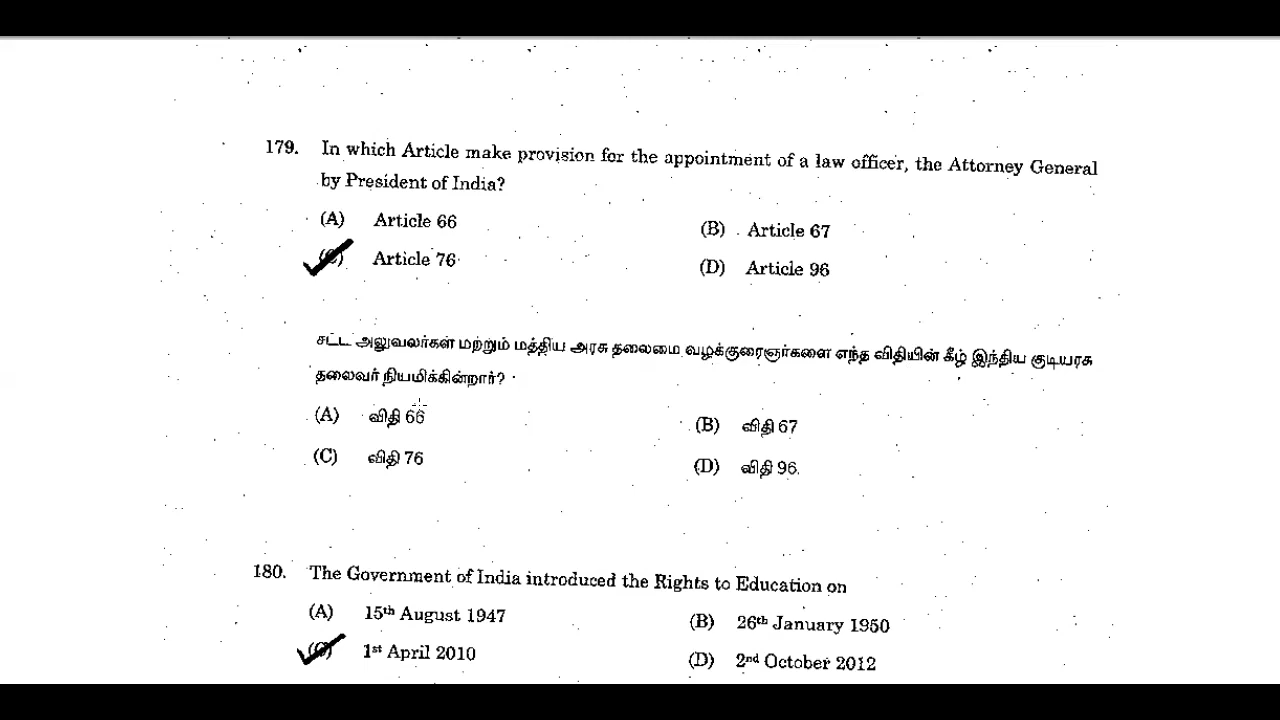 179. In which Article make provision for the appointment of a law officer, the Attorney General
by President of India?
(A) Article 66 (B) Article 67
(C) Article 76 (D) Article 96
சட்ட அலுவலர்கள் மற்றும் மத்திய அரசு தலைமை வழக்குரைஞர்களை எந்த விதியின் கீழ் இந்திய குடியரசு
தலைவர் நியமிக்கின்றார்?
(A) விதி 66 (B) விதி 67
(C) விதி 76 (D) விதி 96.
180. The Government of India introduced the Rights to Education on
(A) 15th August 1947 (B) 26th January 1950
(C) 1st April 2010 (D) 2nd October 2012